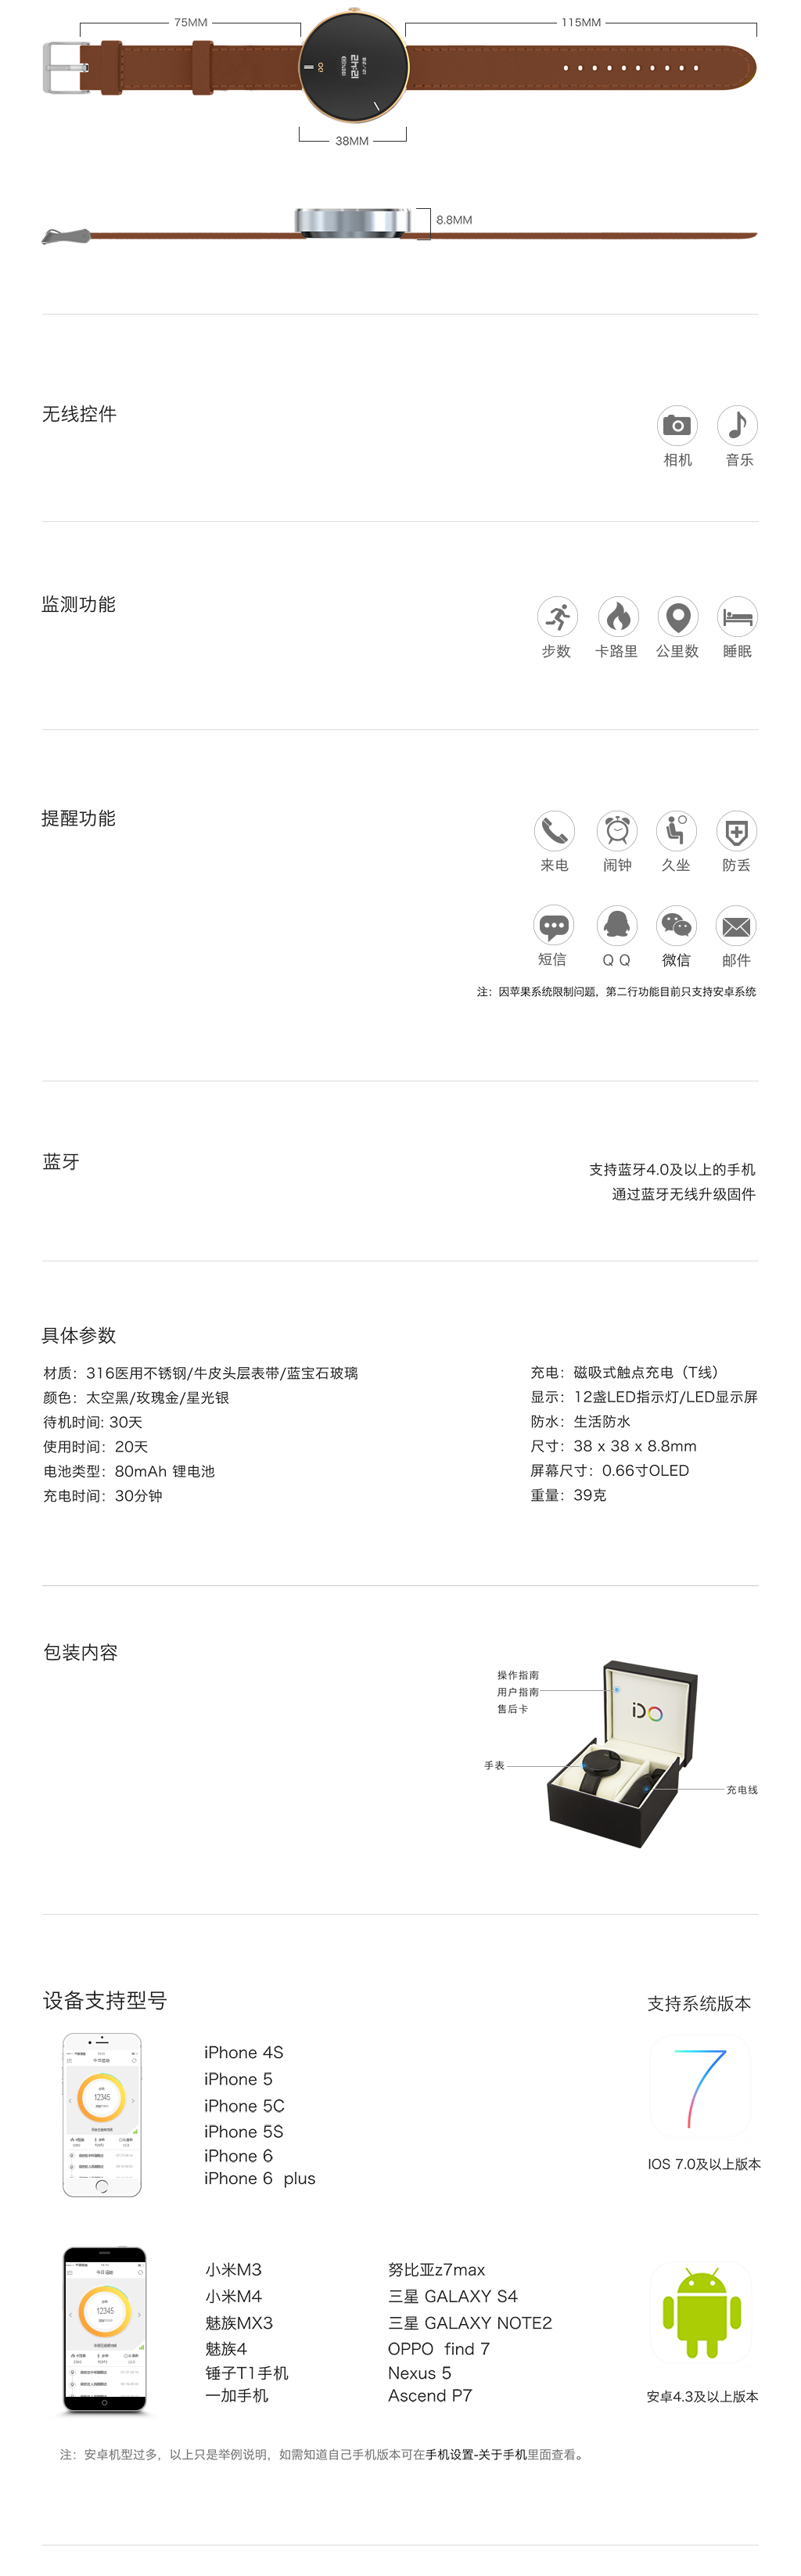 75MM
115MM
12:42
38MM
8.8MM
无线控件
相机
音乐
监测功能
步数
卡路里
公里数
睡眠
提醒功能
来电
闹钟
久坐
防丢
短信
Q Q
微信
邮件
注：因苹果系统限制问题，第二行功能目前只支持安卓系统
蓝牙
支持蓝牙4.0及以上的手机
通过蓝牙无线升级固件
具体参数
材质：316医用不锈钢/牛皮头层表带/蓝宝石玻璃
颜色：太空黑/玫瑰金/星光银
待机时间: 30天
使用时间：20天
电池类型：80mAh 锂电池
充电时间：30分钟
充电：磁吸式触点充电（T线）
显示：12盏LED指示灯/LED显示屏
防水：生活防水
尺寸：38 x 38 x 8.8mm
屏幕尺寸：0.66寸OLED
重量：39克
包装内容
操作指南
用户指南
售后卡
iDO
手表
充电线
设备支持型号
支持系统版本
12345
iPhone 4S
iPhone 5
iPhone 5C
iPhone 5S
iPhone 6
iPhone 6 plus
7
IOS 7.0及以上版本
12345
小米M3
小米M4
魅族MX3
魅族4
锤子T1手机
一加手机
努比亚z7max
三星 GALAXY S4
三星 GALAXY NOTE2
OPPO find 7
Nexus 5
Ascend P7
安卓4.3及以上版本
注：安卓机型过多，以上只是举例说明，如需知道自己手机版本可在手机设置-关于手机里面查看。